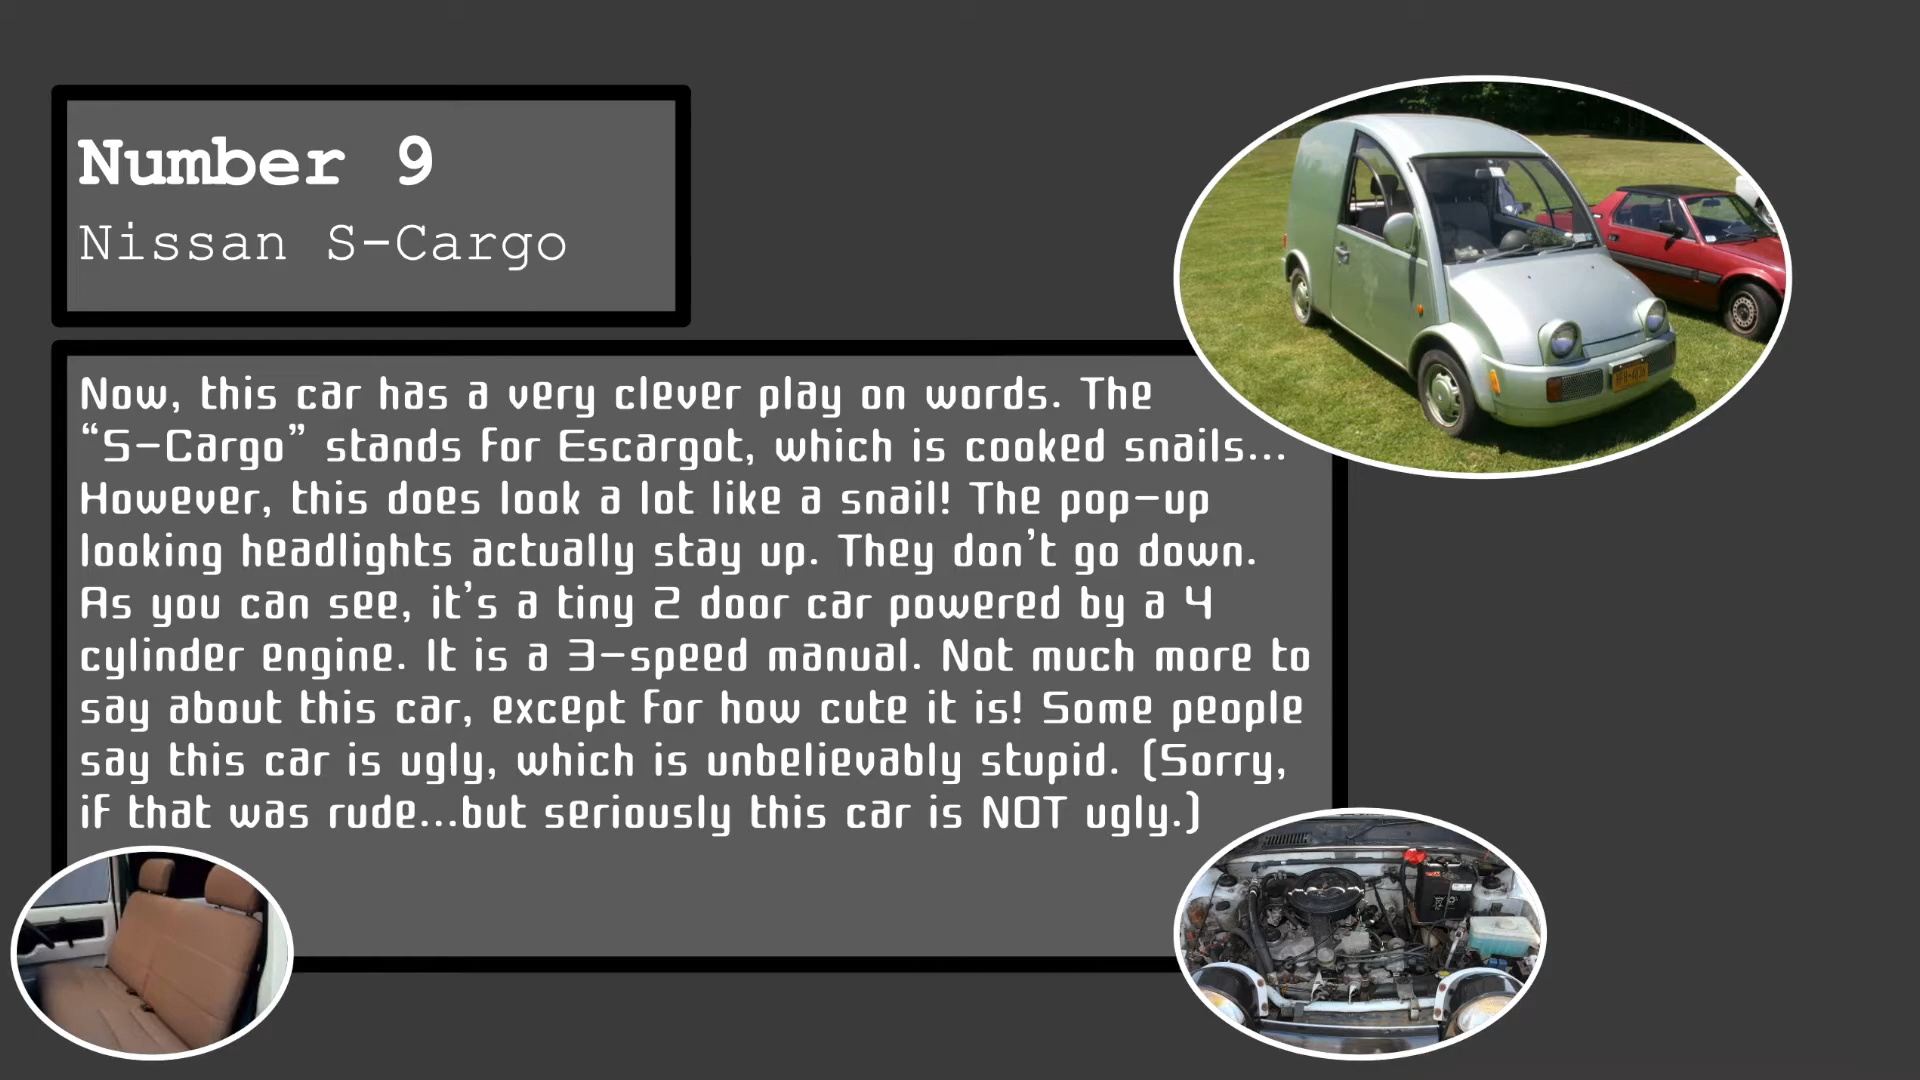 Number 9
Nissan S-Cargo
Now, this car has a very clever play on words. The
“S-Cargo” stands for Escargot, which is cooked snails...
However, this does look a lot like a snail! The pop-up
looking headlights actually stay up. They don’t go down.
As you can see, it’s a tiny 2 door car powered by a 4
cylinder engine. It is a 3-speed manual. Not much more to
say about this car, except for how cute it is! Some people
say this car is ugly, which is unbelievably stupid. (Sorry,
if that was rude...but seriously this car is NOT ugly.)